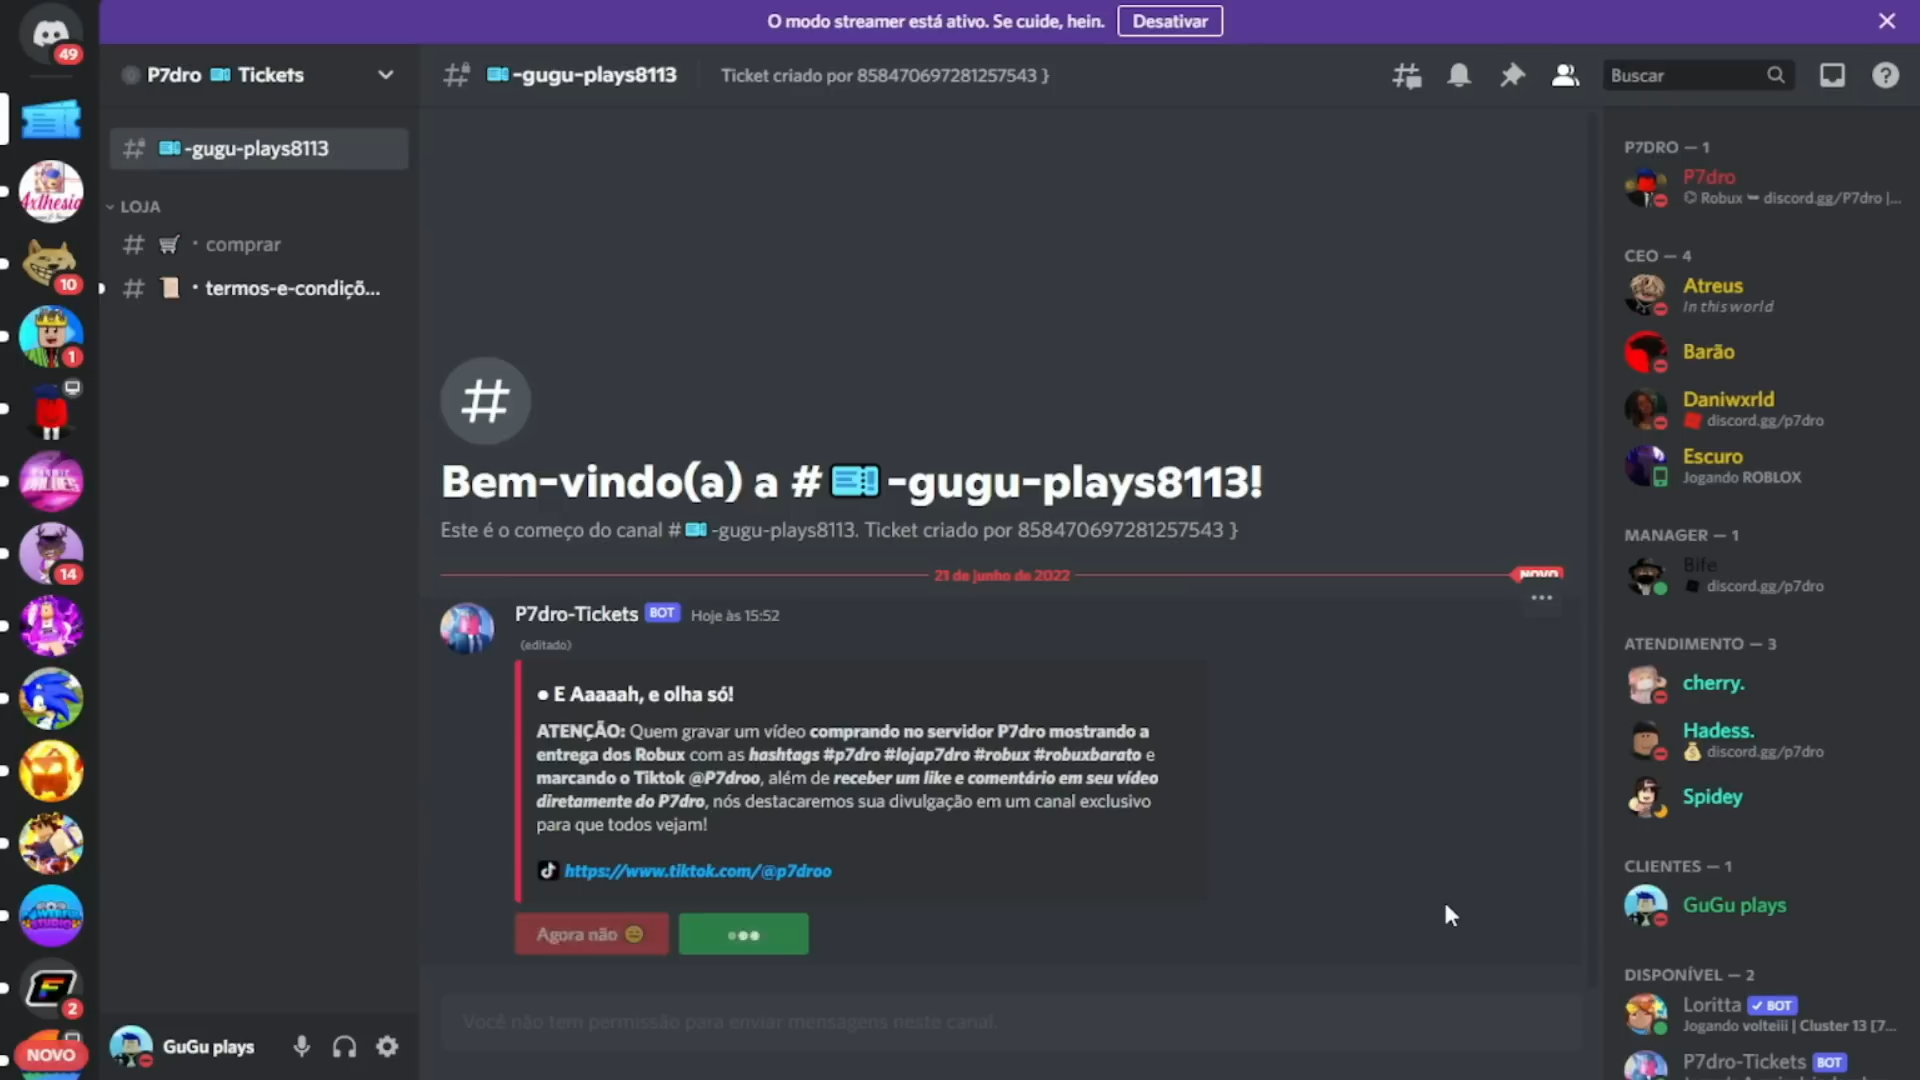 O modo streamer está ativo. Se cuide, hein. Desativar
49
P7dro Tickets
-gugu-plays8113 Ticket criado por 858470697281257543 }
Buscar
-gugu-plays8113
LOJA
comprar
termos-e-condiçõ...
Axlhesia
10
1
14
2
NOVO
Bem-vindo(a) a # -gugu-plays8113!
Este é o começo do canal # -gugu-plays8113. Ticket criado por 858470697281257543 }
21 de junho de 2022 NOVO
P7dro-Tickets BOT Hoje às 15:52
(editado)
● E Aaaaah, e olha só!
ATENÇÃO: Quem gravar um vídeo comprando no servidor P7dro mostrando a
entrega dos Robux com as hashtags #p7dro #lojap7dro #robux #robuxbarato e
marcando o Tiktok @P7droo, além de receber um like e comentário em seu vídeo
diretamente do P7dro, nós destacaremos sua divulgação em um canal exclusivo
para que todos vejam!
https://www.tiktok.com/@p7droo
Agora não
Você não tem permissão para enviar mensagens neste canal.
GuGu plays
P7DRO — 1
P7dro
Robux discord.gg/P7dro |...
CEO — 4
Atreus
In this world
Barão
Daniwxrld
discord.gg/p7dro
Escuro
Jogando ROBLOX
MANAGER — 1
Bife
discord.gg/p7dro
ATENDIMENTO — 3
cherry.
Hadess.
discord.gg/p7dro
Spidey
CLIENTES — 1
GuGu plays
DISPONÍVEL — 2
Loritta ✓ BOT
Jogando volteiii | Cluster 13 [7...
P7dro-Tickets BOT